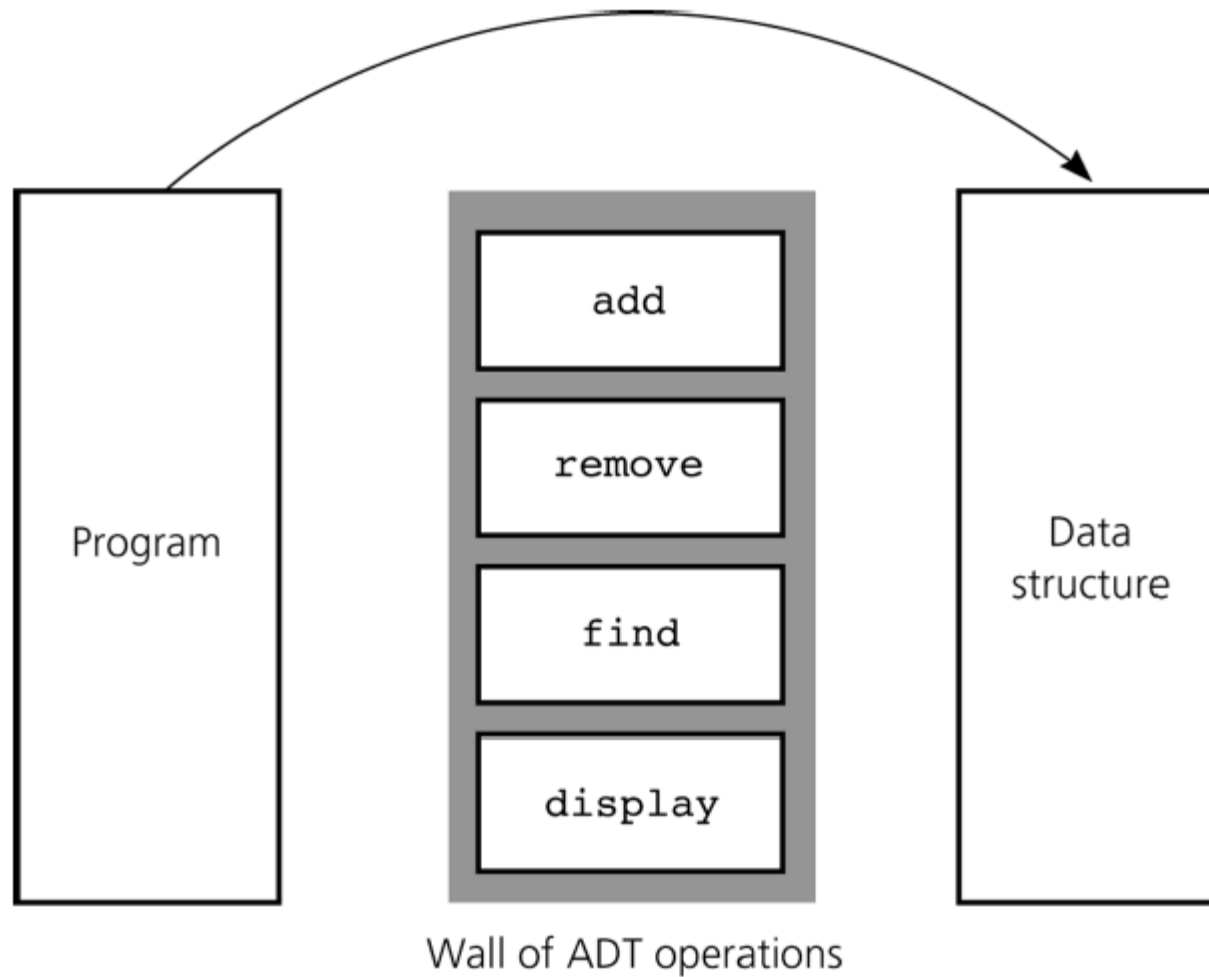 Program
add
remove
find
display
Data
structure
Wall of ADT operations